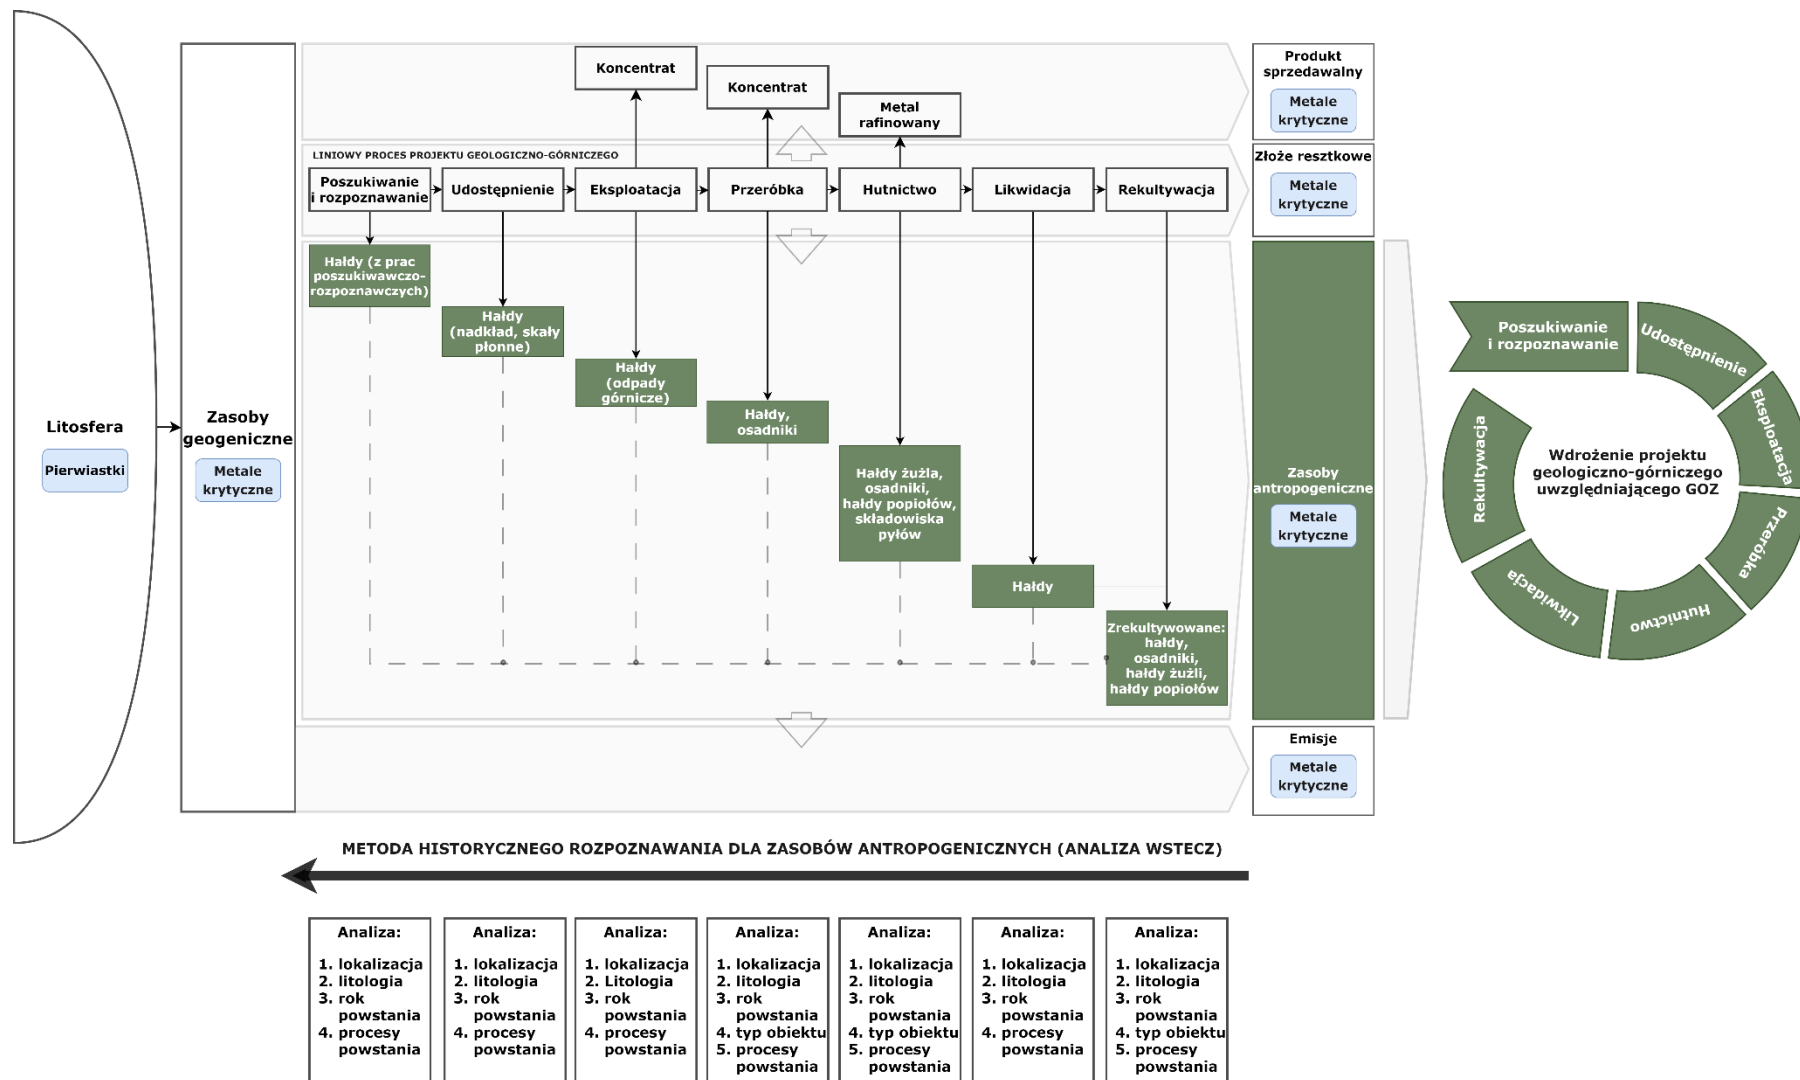 Litosfera
Pierwiastki
Zasoby
geogeniczne
Metale
krytyczne
Koncentrat
Koncentrat
Metal
rafinowany
Produkt
sprzedawalny
Metale
krytyczne
LINIOWY PROCES PROJEKTU GEOLOGICZNO-GÓRNICZEGO
Poszukiwanie
i rozpoznawanie
Udostępnienie
Eksploatacja
Przeróbka
Hutnictwo
Likwidacja
Rekultywacja
Złoże resztkowe
Metale
krytyczne
Hałdy (z prac
poszukiwawczo-
rozpoznawczych)
Hałdy
(nadkład, skały
płonne)
Hałdy
(odpady
górnicze)
Hałdy,
osadniki
Hałdy żużla,
osadniki,
hałdy popiołów,
składowiska
pyłów
Hałdy
Zrekultywowane:
hałdy,
osadniki,
hałdy żużli,
hałdy popiołów
Zasoby
antropogeniczne
Metale
krytyczne
Emisje
Metale
krytyczne
Poszukiwanie
i rozpoznawanie
Udostępnienie
Eksploatacja
Przeróbka
Hutnictwo
Likwidacja
Rekultywacja
Wdrożenie projektu
geologiczno-górniczego
uwzględniającego GOZ
METODA HISTORYCZNEGO ROZPOZNAWANIA DLA ZASOBÓW ANTROPOGENICZNYCH (ANALIZA WSTECZ)
Analiza:
1. lokalizacja
2. litologia
3. rok
powstania
4. procesy
powstania
Analiza:
1. lokalizacja
2. litologia
3. rok
powstania
4. procesy
powstania
Analiza:
1. lokalizacja
2. Litologia
3. rok
powstania
4. procesy
powstania
Analiza:
1. lokalizacja
2. litologia
3. rok
powstania
4. typ obiektu
5. procesy
powstania
Analiza:
1. lokalizacja
2. litologia
3. rok
powstania
4. typ obiektu
5. procesy
powstania
Analiza:
1. lokalizacja
2. litologia
3. rok
powstania
4. procesy
powstania
Analiza:
1. lokalizacja
2. litologia
3. rok
powstania
4. typ obiektu
5. procesy
powstania